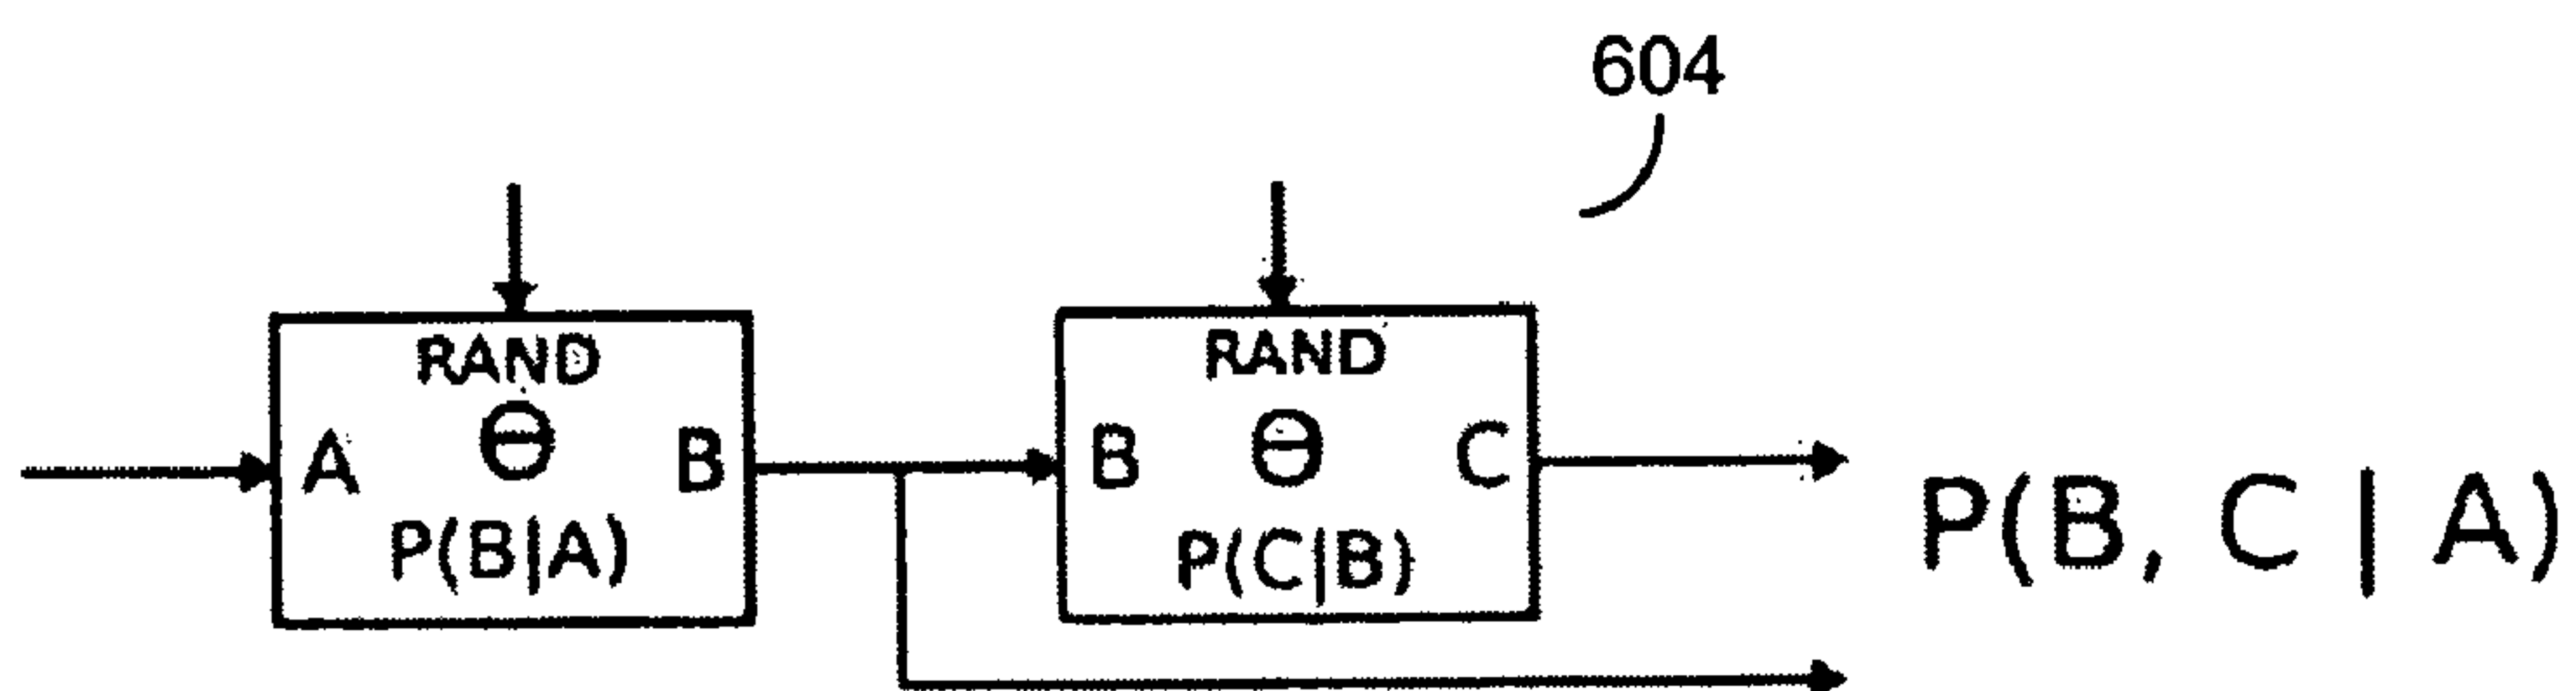 604
RAND
RAND
A Θ B
B Θ C
P(B|A)
P(C|B)
P(B, C | A)